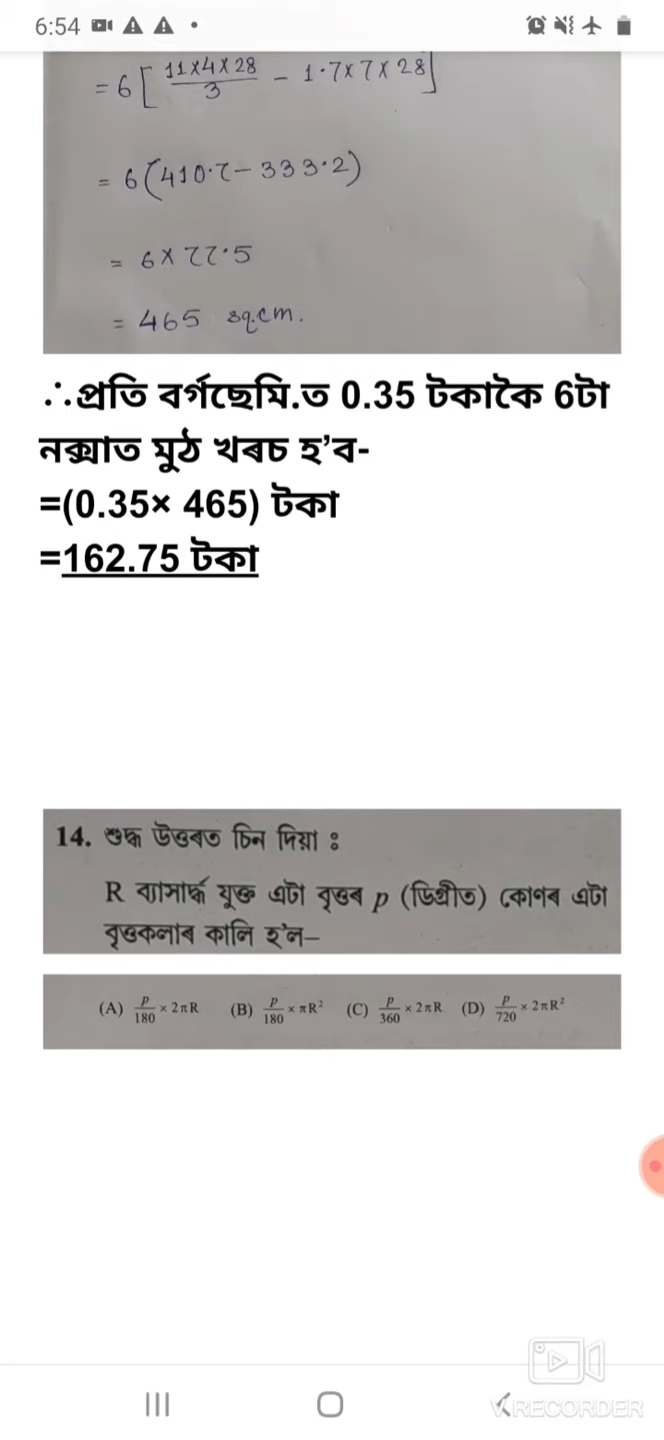 6:54
= 6 [ 11×4×28/3 - 1·7×7×28 ]
= 6 (410·7 - 333·2)
= 6 × 77·5
= 465 sq.cm.
∴প্ৰতি বৰ্গছেমি.ত 0.35 টকাকৈ 6টা
নক্সাত মুঠ খৰচ হ’ব-
=(0.35× 465) টকা
=162.75 টকা
14. শুদ্ধ উত্তৰত চিন দিয়া ঃ
R ব্যাসাৰ্দ্ধ যুক্ত এটা বৃত্তৰ p (ডিগ্ৰীত) কোণৰ এটা
বৃত্তকলাৰ কালি হ’ল–
(A) p/180 × 2πR (B) p/180 × πR² (C) p/360 × 2πR (D) p/720 × 2πR²
V RECORDER